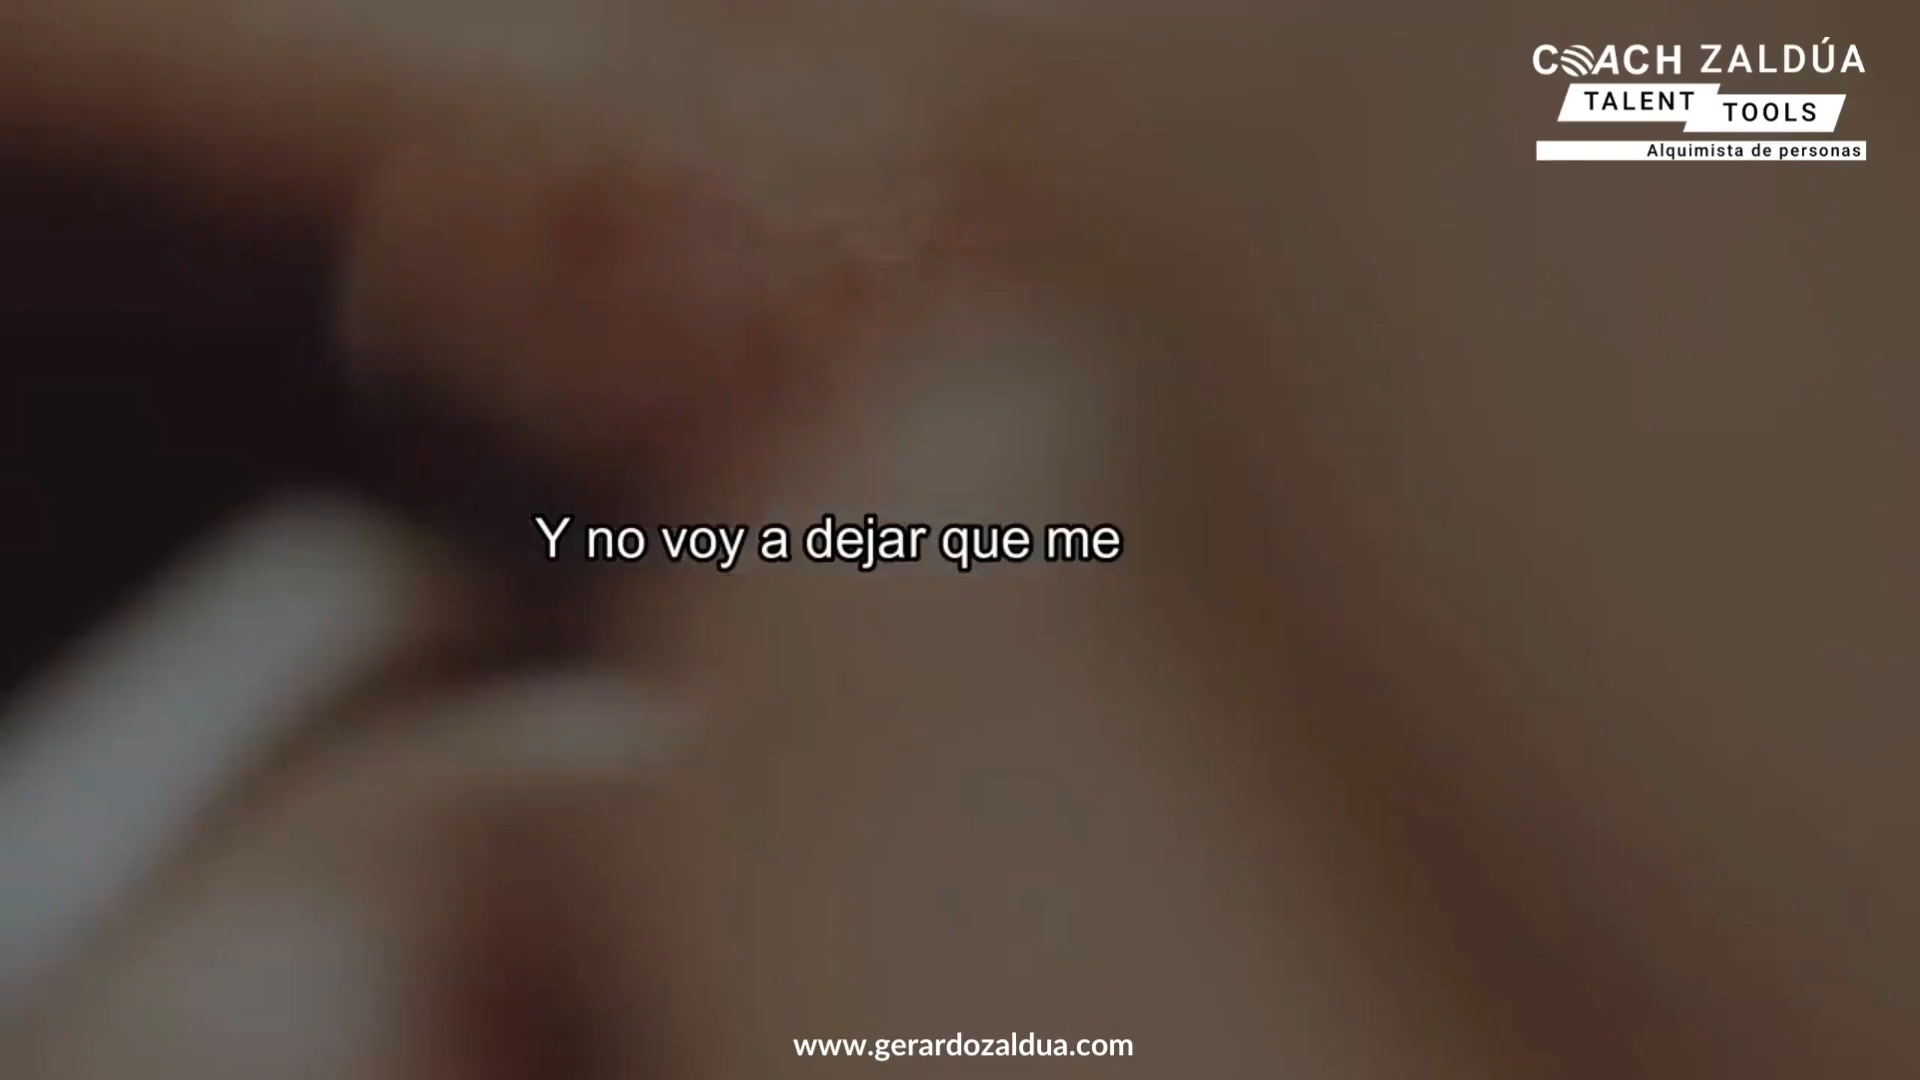 COACH ZALDÚA
TALENT TOOLS
Alquimista de personas
Y no voy a dejar que me
www.gerardozaldua.com